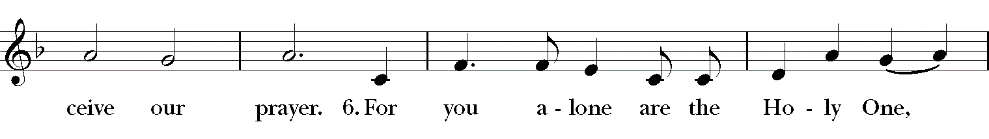 ceive our prayer. 6. For you a - lone are the Ho - ly One,